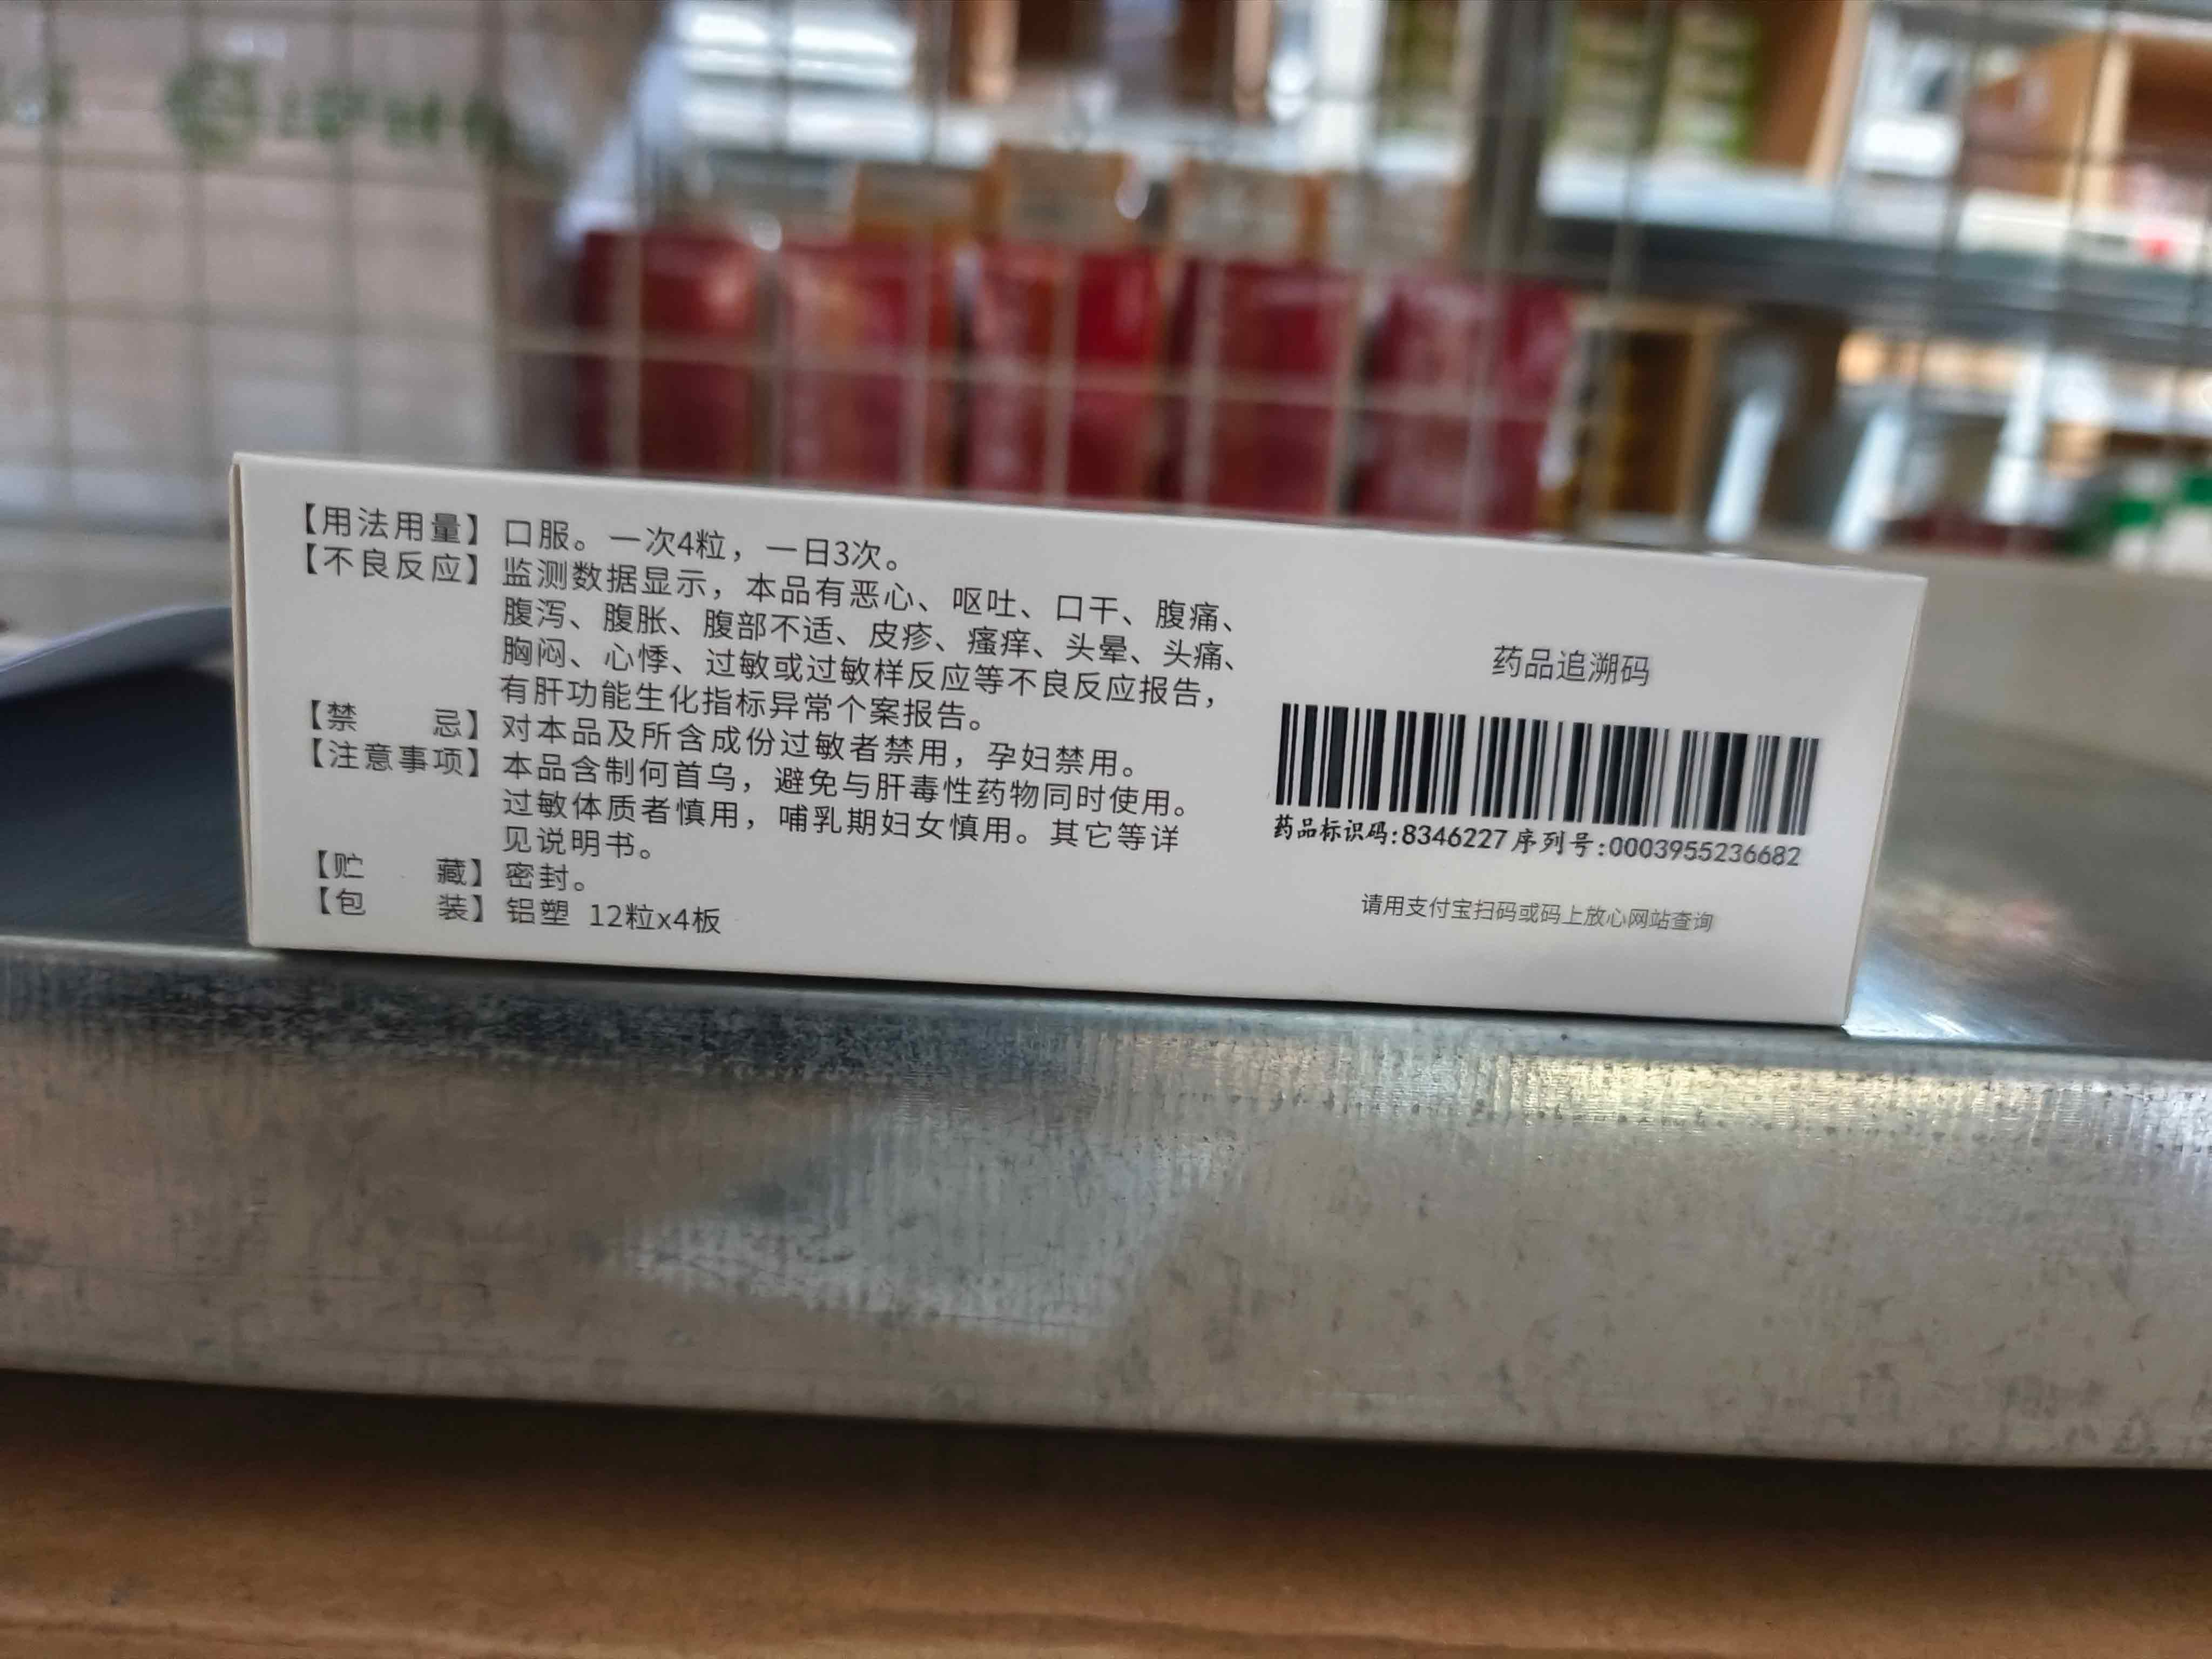 【用法用量】口服。一次4粒，一日3次。
【不良反应】监测数据显示，本品有恶心、呕吐、口干、腹痛、
腹泻、腹胀、腹部不适、皮疹、瘙痒、头晕、头痛、
胸闷、心悸、过敏或过敏样反应等不良反应报告，
有肝功能生化指标异常个案报告。
【禁 忌】对本品及所含成份过敏者禁用，孕妇禁用。
【注意事项】本品含制何首乌，避免与肝毒性药物同时使用。
过敏体质者慎用，哺乳期妇女慎用。其它等详
见说明书。
【贮 藏】密封。
【包 装】铝塑 12粒x4板
药品追溯码
药品标识码:8346227 序列号:0003955236682
请用支付宝扫码或码上放心网站查询